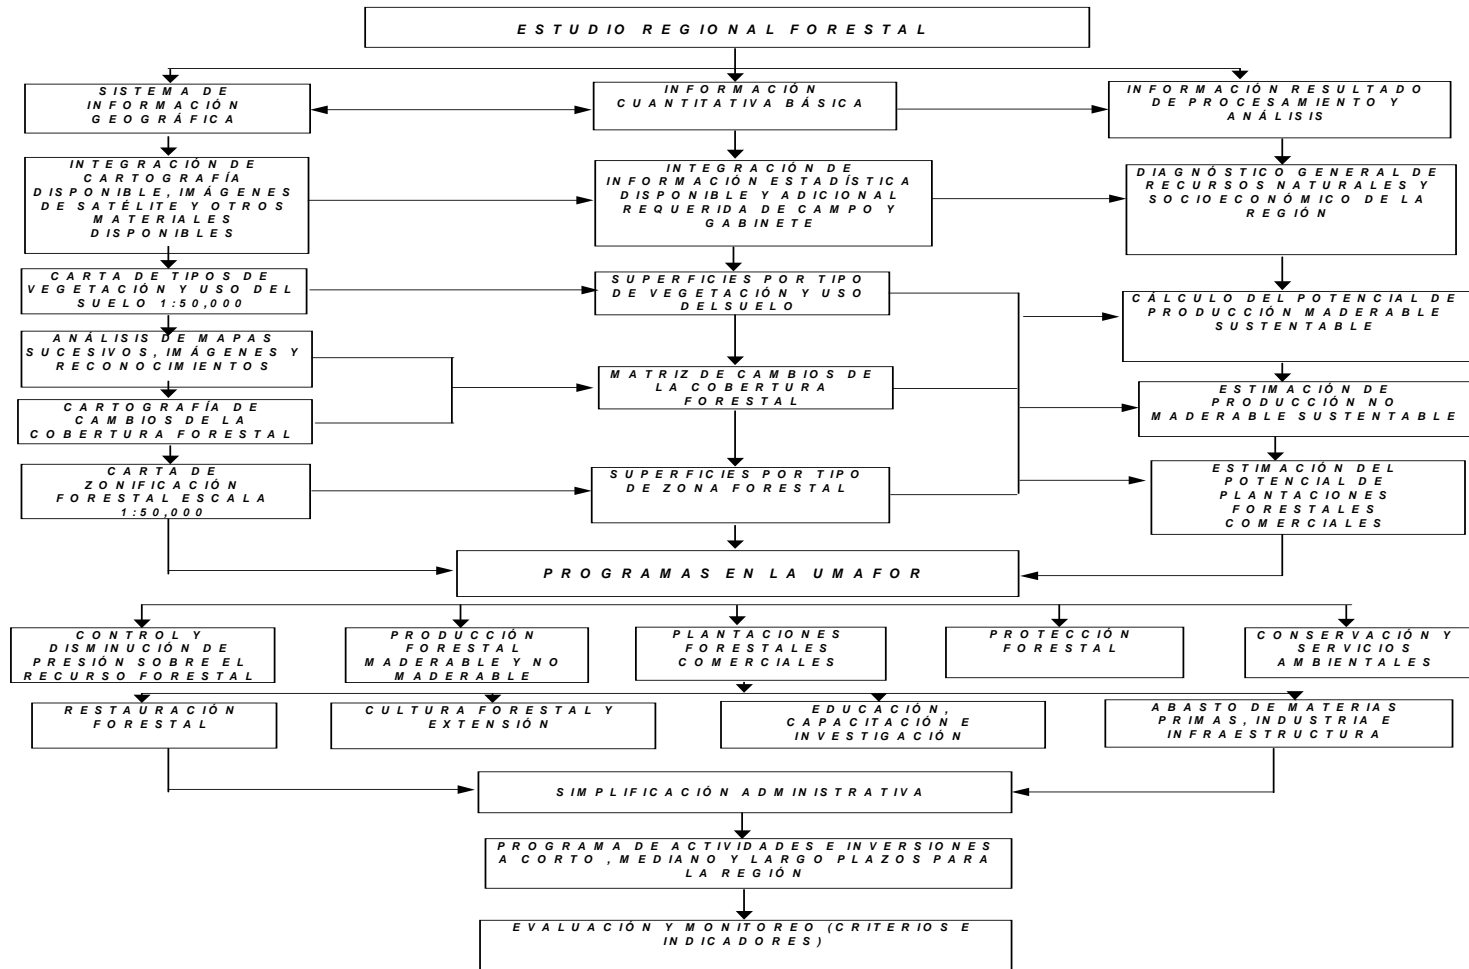 ESTUDIO REGIONAL FORESTAL
SISTEMA DE
INFORMACIÓN
GEOGRÁFICA
INFORMACIÓN
CUANTITATIVA BÁSICA
INFORMACIÓN RESULTADO
DE PROCESAMIENTO Y
ANÁLISIS
INTEGRACIÓN DE
CARTOGRAFÍA
DISPONIBLE, IMÁGENES
DE SATÉLITE Y OTROS
MATERIALES
DISPONIBLES
INTEGRACIÓN DE
INFORMACIÓN ESTADÍSTICA
DISPONIBLE Y ADICIONAL
REQUERIDA DE CAMPO Y
GABINETE
DIAGNÓSTICO GENERAL DE
RECURSOS NATURALES Y
SOCIOECONÓMICO DE LA
REGIÓN
CARTA DE TIPOS DE
VEGETACIÓN Y USO DEL
SUELO 1:50,000
SUPERFICIES POR TIPO
DE VEGETACIÓN Y USO
DELSUELO
CÁLCULO DEL POTENCIAL DE
PRODUCCIÓN MADERABLE
SUSTENTABLE
ANÁLISIS DE MAPAS
SUCESIVOS, IMÁGENES Y
RECONOCIMIENTOS
MATRIZ DE CAMBIOS DE
LA COBERTURA
FORESTAL
ESTIMACIÓN DE
PRODUCCIÓN NO
MADERABLE SUSTENTABLE
CARTOGRAFÍA DE
CAMBIOS DE LA
COBERTURA FORESTAL
CARTA DE
ZONIFICACIÓN
FORESTAL ESCALA
1:50,000
SUPERFICIES POR TIPO
DE ZONA FORESTAL
ESTIMACIÓN DEL
POTENCIAL DE
PLANTACIONES
FORESTALES
COMERCIALES
PROGRAMAS EN LA UMAFOR
CONTROL Y
DISMINUCIÓN DE
PRESIÓN SOBRE EL
RECURSO FORESTAL
PRODUCCIÓN
FORESTAL
MADERABLE Y NO
MADERABLE
PLANTACIONES
FORESTALES
COMERCIALES
PROTECCIÓN
FORESTAL
CONSERVACIÓN Y
SERVICIOS
AMBIENTALES
RESTAURACIÓN
FORESTAL
CULTURA FORESTAL Y
EXTENSIÓN
EDUCACIÓN,
CAPACITACIÓN E
INVESTIGACIÓN
ABASTO DE MATERIAS
PRIMAS, INDUSTRIA E
INFRAESTRUCTURA
SIMPLIFICACIÓN ADMINISTRATIVA
PROGRAMA DE ACTIVIDADES E INVERSIONES
A CORTO , MEDIANO Y LARGO PLAZOS PARA
LA REGIÓN
EVALUACIÓN Y MONITOREO (CRITERIOS E
INDICADORES)